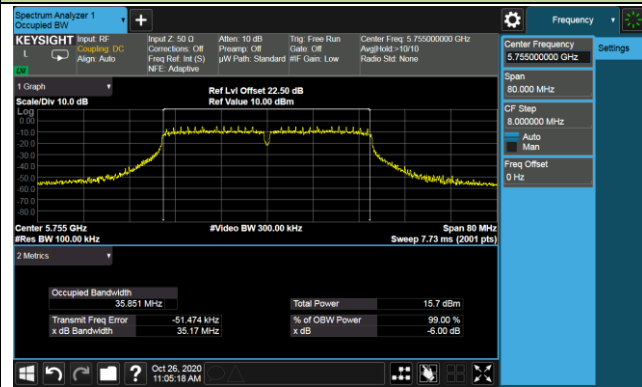 Spectrum Analyzer 1
Occupied BW
Frequency
KEYSIGHT
L
LNI
Input: RF
Coupling: DC
Align: Auto
Input Z: 50 Ω
Corrections: Off
Freq Ref: Int (S)
NFE: Adaptive
Atten: 10 dB
Preamp: Off
µW Path: Standard
Trig: Free Run
Gate: Off
#IF Gain: Low
Center Freq: 5.755000000 GHz
Avg|Hold:>10/10
Radio Std: None
Center Frequency
5.755000000 GHz
Settings
Span
80.000 MHz
CF Step
8.000000 MHz
Auto
Man
Freq Offset
0 Hz
1 Graph
Scale/Div 10.0 dB
Ref Lvl Offset 22.50 dB
Ref Value 10.00 dBm
Log
0.00
-10.0
-20.0
-30.0
-40.0
-50.0
-60.0
-70.0
-80.0
Center 5.755 GHz
#Video BW 300.00 kHz
Span 80 MHz
#Res BW 100.00 kHz
Sweep 7.73 ms (2001 pts)
2 Metrics
Occupied Bandwidth
35.851 MHz
Total Power 15.7 dBm
Transmit Freq Error -51.474 kHz
% of OBW Power 99.00 %
x dB Bandwidth 35.17 MHz
x dB -6.00 dB
Oct 26, 2020
11:05:18 AM